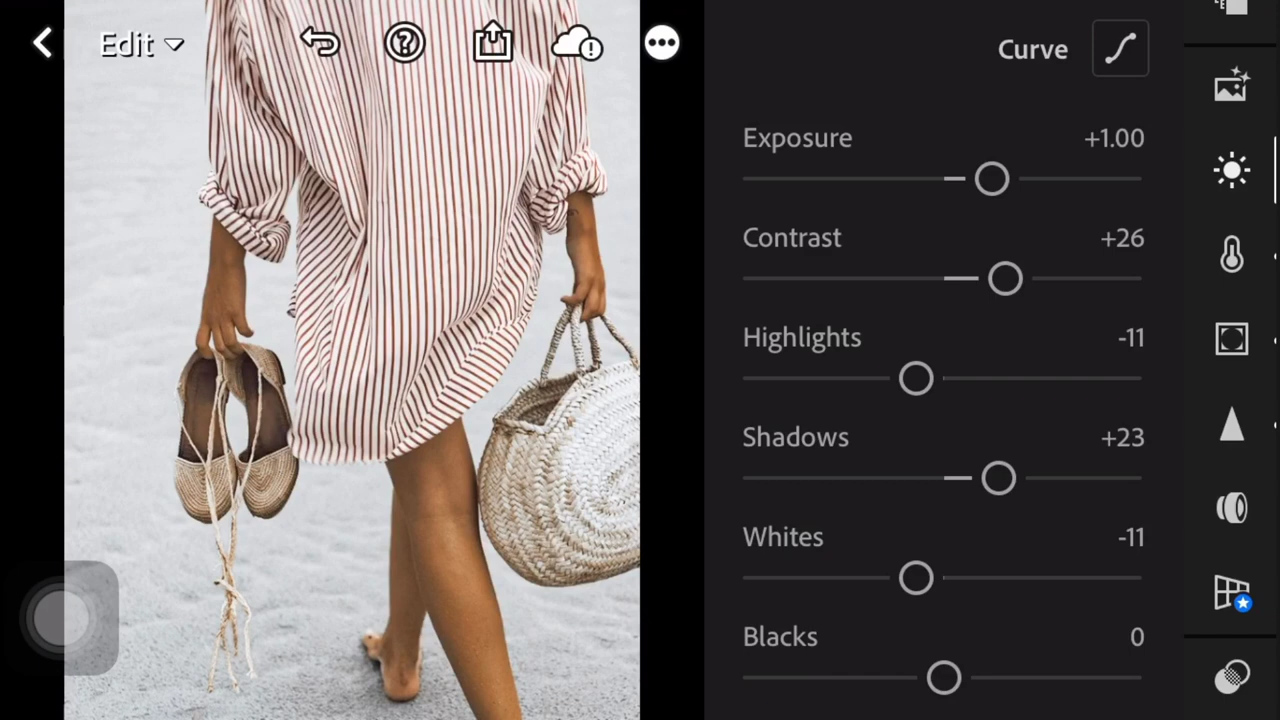 Edit
Curve
Exposure +1.00
Contrast +26
Highlights -11
Shadows +23
Whites -11
Blacks 0